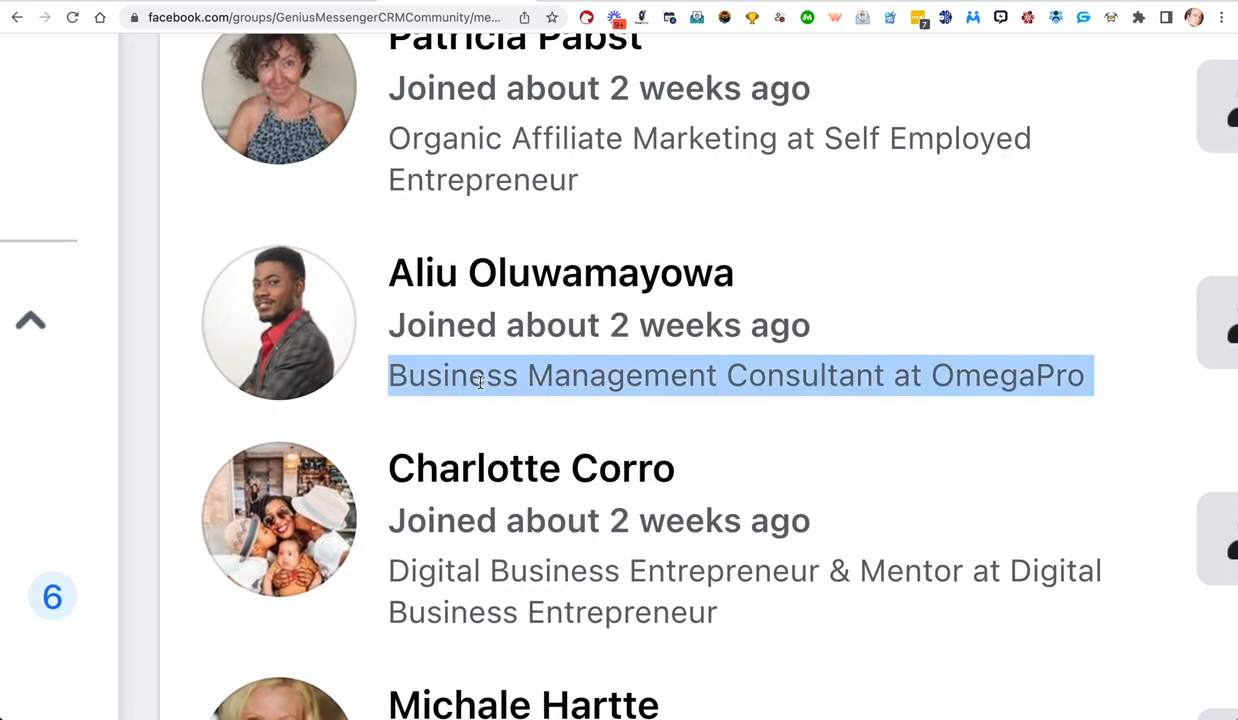 facebook.com/groups/GeniusMessengerCRMCommunity/me...
9+
7
Patricia Pabst
Joined about 2 weeks ago
Organic Affiliate Marketing at Self Employed
Entrepreneur
Aliu Oluwamayowa
Joined about 2 weeks ago
Business Management Consultant at OmegaPro
Charlotte Corro
Joined about 2 weeks ago
Digital Business Entrepreneur & Mentor at Digital
Business Entrepreneur
6
Michale Hartte